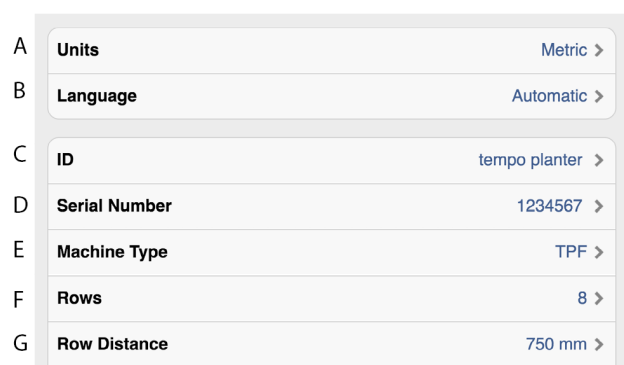 A Units Metric
B Language Automatic
C ID tempo planter
D Serial Number 1234567
E Machine Type TPF
F Rows 8
G Row Distance 750 mm